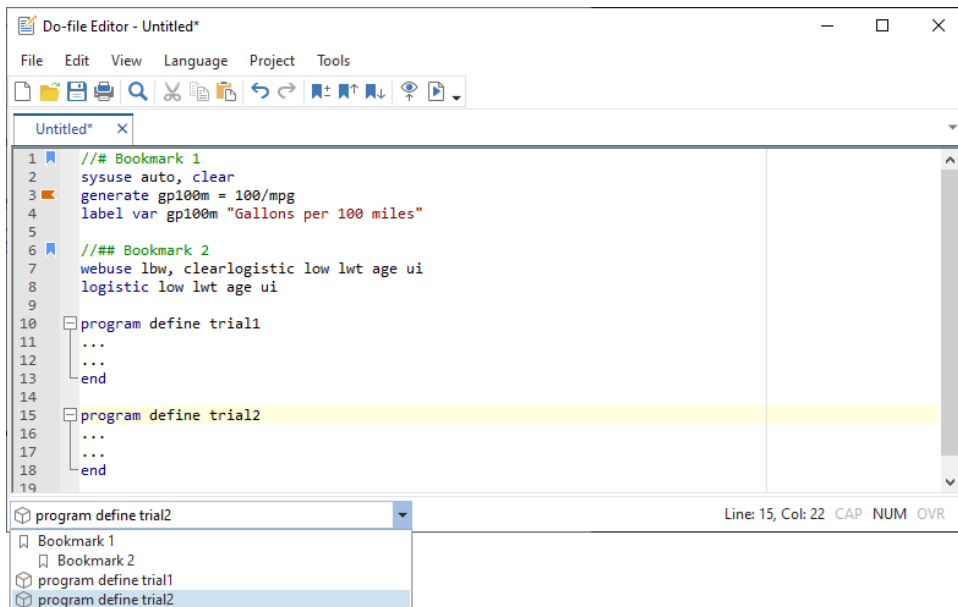 Do-file Editor - Untitled*
File Edit View Language Project Tools
Untitled*
1 //# Bookmark 1
2 sysuse auto, clear
3 generate gp100m = 100/mpg
4 label var gp100m "Gallons per 100 miles"
5
6 //## Bookmark 2
7 webuse lbw, clearlogistic low lwt age ui
8 logistic low lwt age ui
9
10 program define trial1
11 ...
12 ...
13 end
14
15 program define trial2
16 ...
17 ...
18 end
19
program define trial2 Line: 15, Col: 22 CAP NUM OVR
Bookmark 1
Bookmark 2
program define trial1
program define trial2